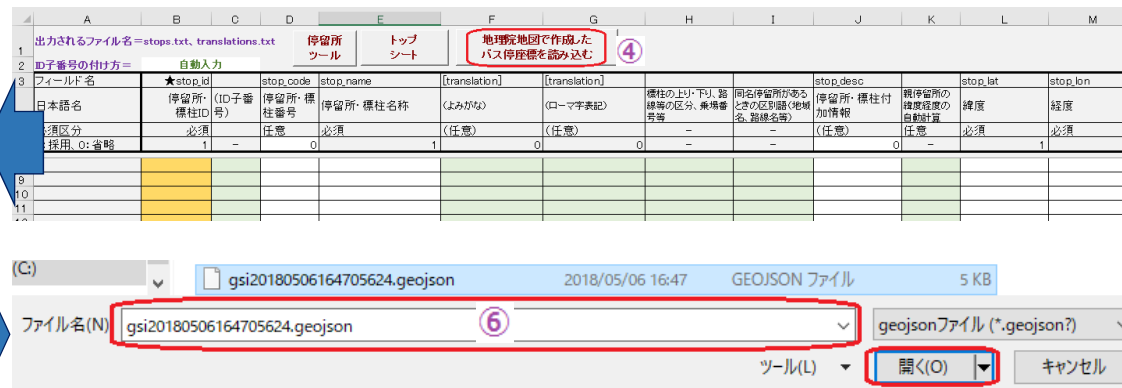 A B C D E F G H I J K L M
1 出力されるファイル名=stops.txt, translations.txt 停留所ツール トップシート 地理院地図で作成したバス停座標を読み込む ④
2 ID子番号の付け方= 自動入力
3 フィールド名 ★stop_id stop_code stop_name [translation] [translation] stop_desc stop_lat stop_lon
日本語名 停留所・標柱ID (ID子番号) 停留所・標柱番号 停留所・標柱名称 (よみがな) (ローマ字表記) 標柱の上り・下り、路線等の区分、乗場番号等 同名停留所があるときの区別語(地域名、路線名等) 停留所・標柱付加情報 親停留所の緯度経度の自動計算 緯度 経度
必須区分 必須 任意 必須 (任意) (任意) - - (任意) 任意 必須 必須
:採用、0:省略 1 - 0 1 0 0 - - 0 - 1
9
10
11
(C:) gsi20180506164705624.geojson 2018/05/06 16:47 GEOJSON ファイル 5 KB
ファイル名(N) gsi20180506164705624.geojson ⑥ geojsonファイル (*.geojson?)
ツール(L) 開く(O) キャンセル